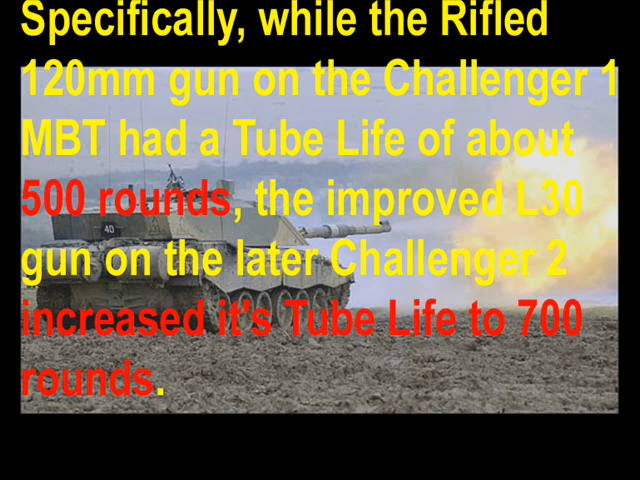 Specifically, while the Rifled
120mm gun on the Challenger 1
MBT had a Tube Life of about
500 rounds, the improved L30
gun on the later Challenger 2
increased it's Tube Life to 700
rounds.
40